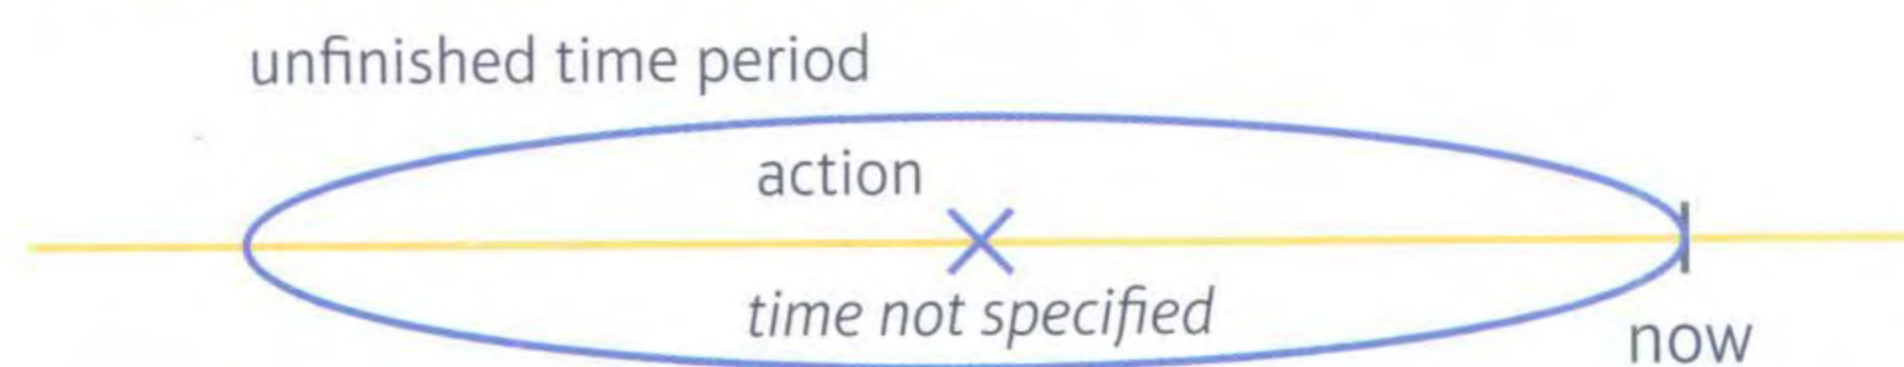 unfinished time period
action
time not specified
now